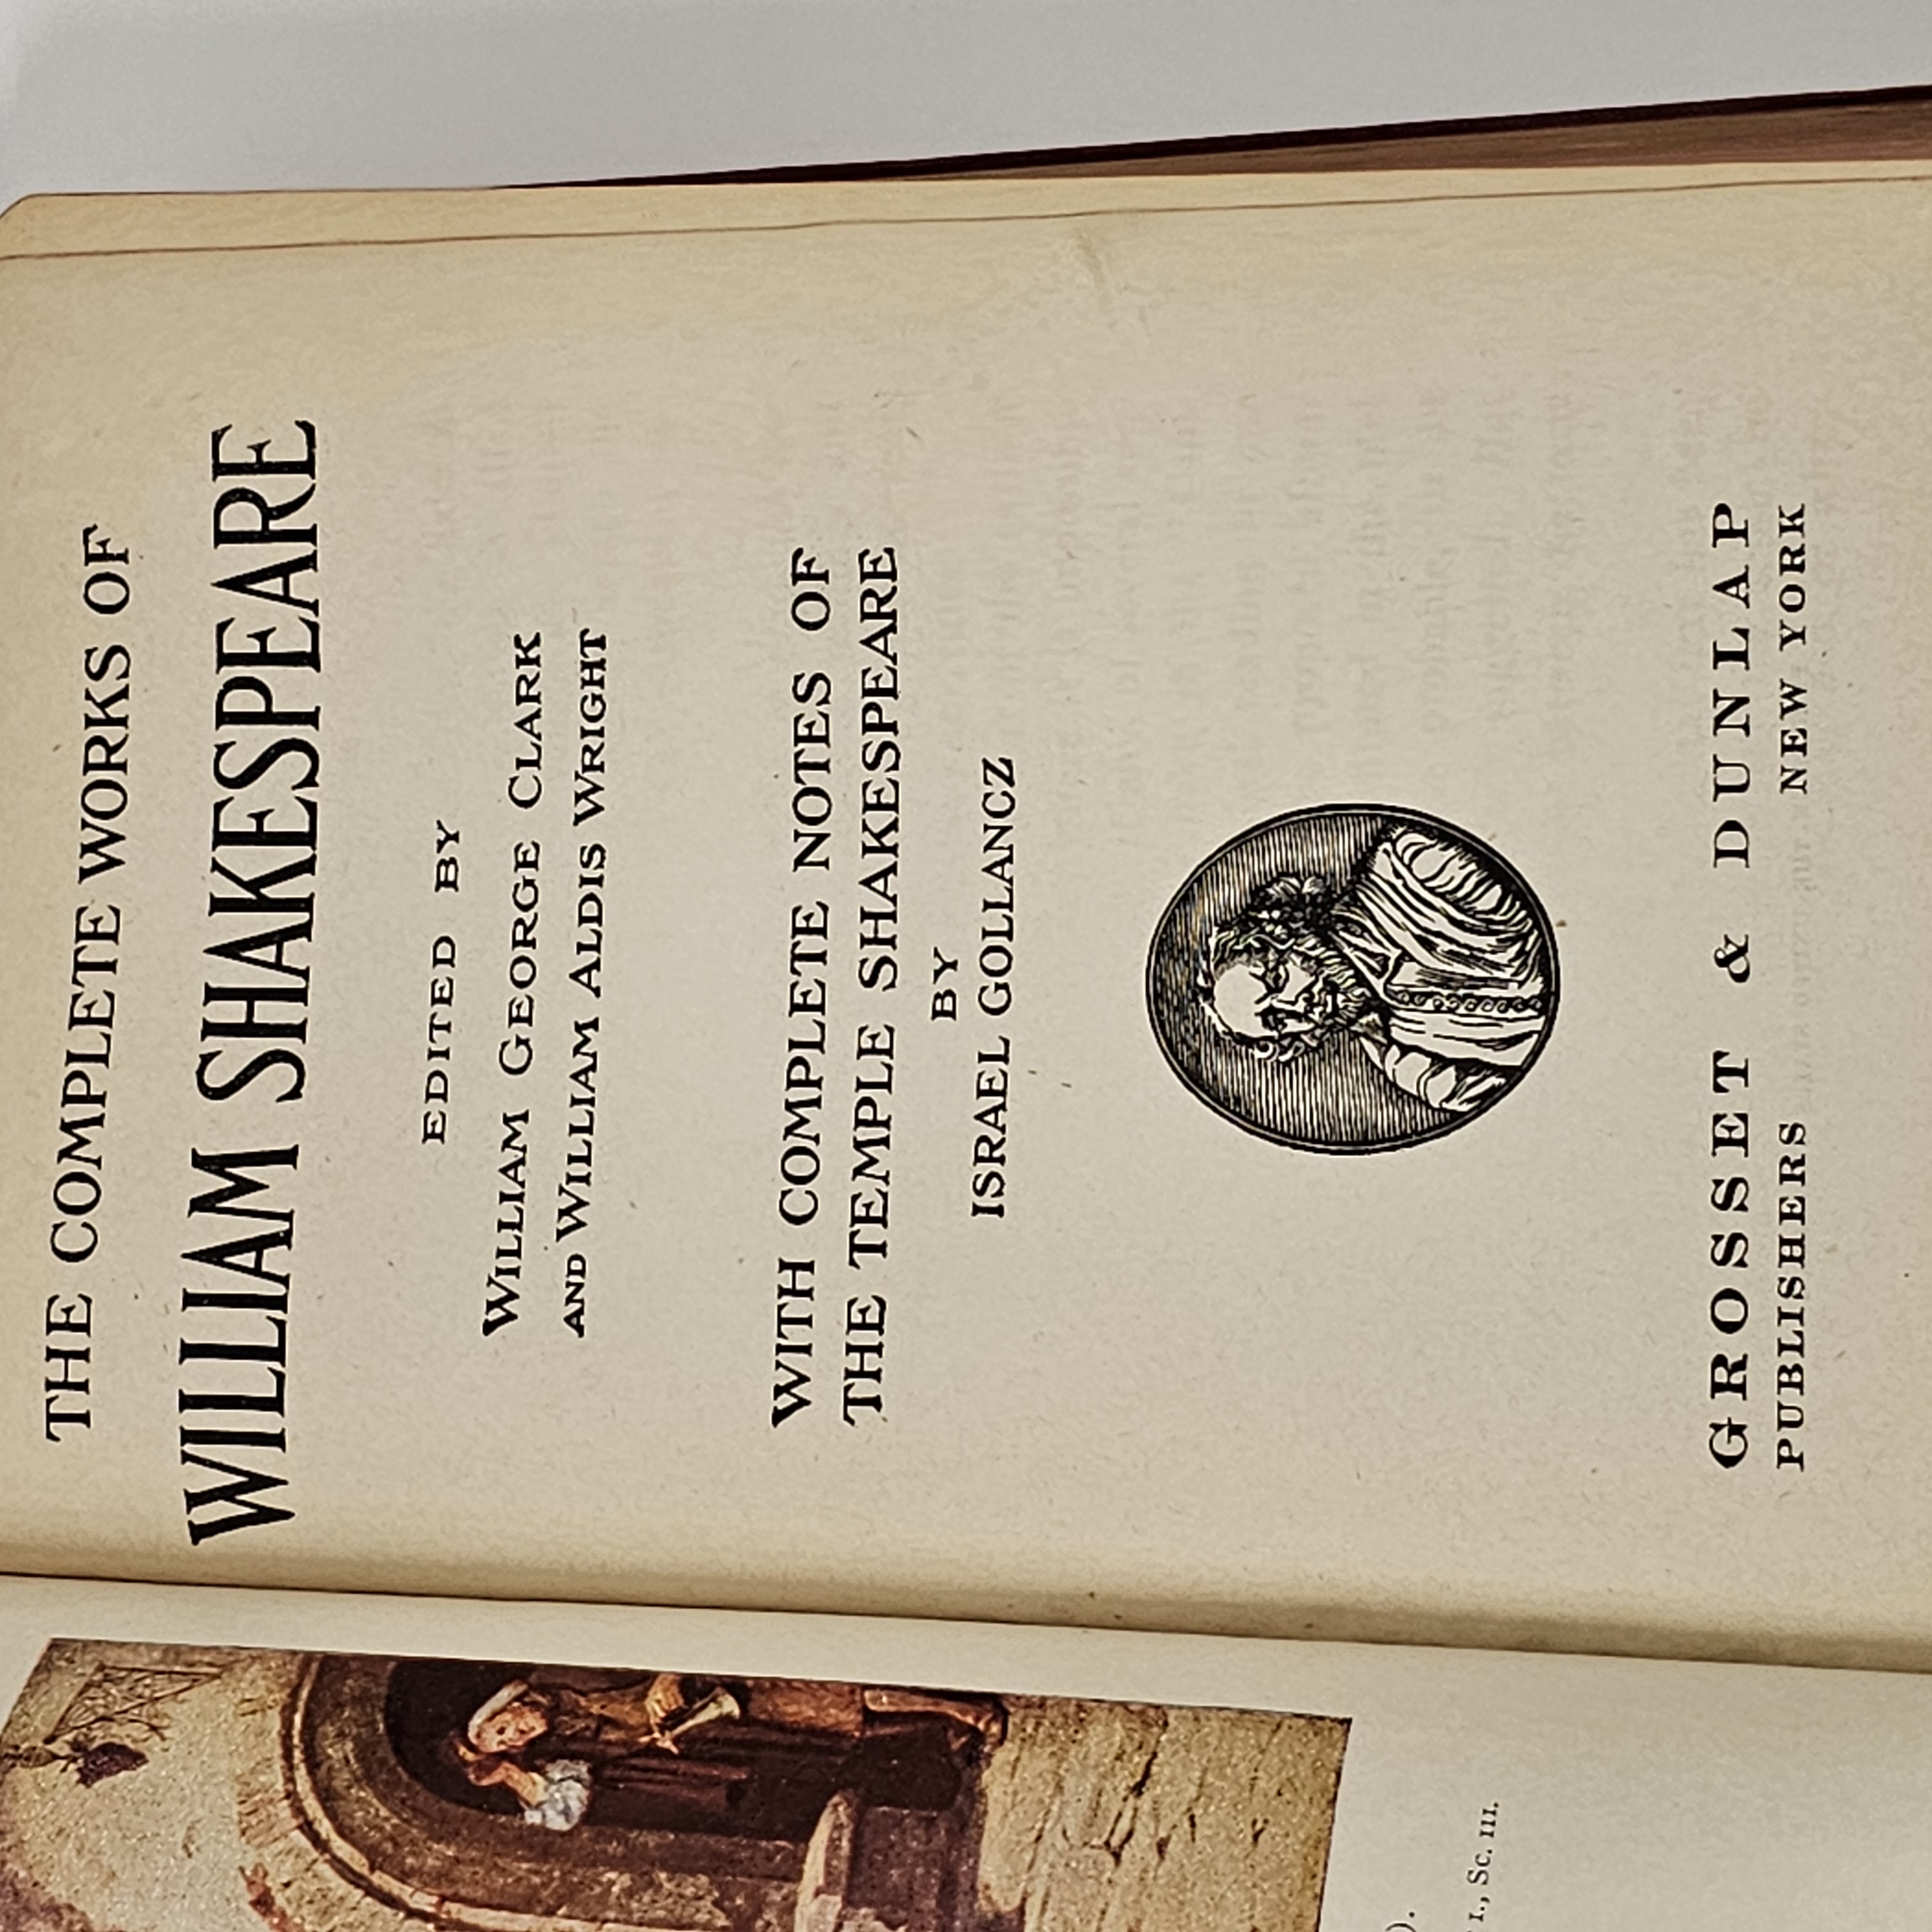 ).
I., Sc. III.
THE COMPLETE WORKS OF
WILLIAM SHAKESPEARE
EDITED BY
WILLIAM GEORGE CLARK
AND WILLIAM ALDIS WRIGHT
WITH COMPLETE NOTES OF
THE TEMPLE SHAKESPEARE
BY
ISRAEL GOLLANCZ
GROSSET & DUNLAP
PUBLISHERS NEW YORK